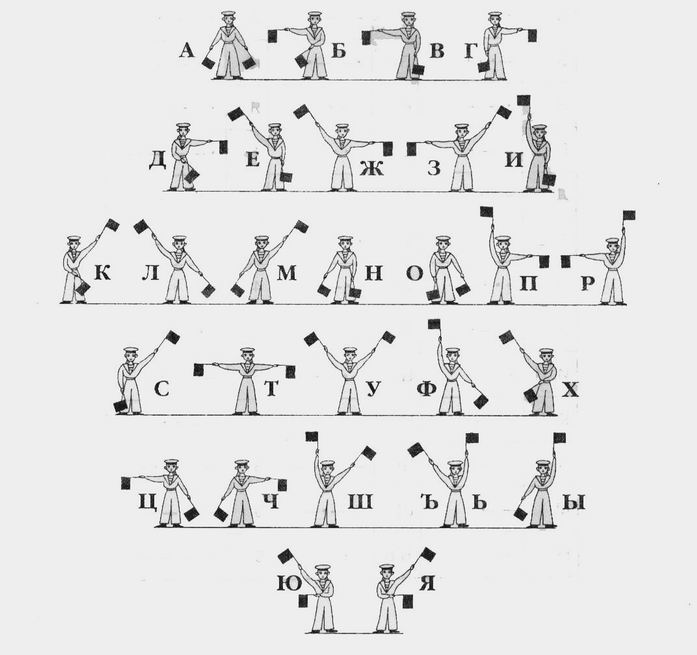 А Б В Г
Д Е Ж З И
К Л М Н О П Р
С Т У Ф Х
Ц Ч Ш Ъ Ь Ы
Ю Я